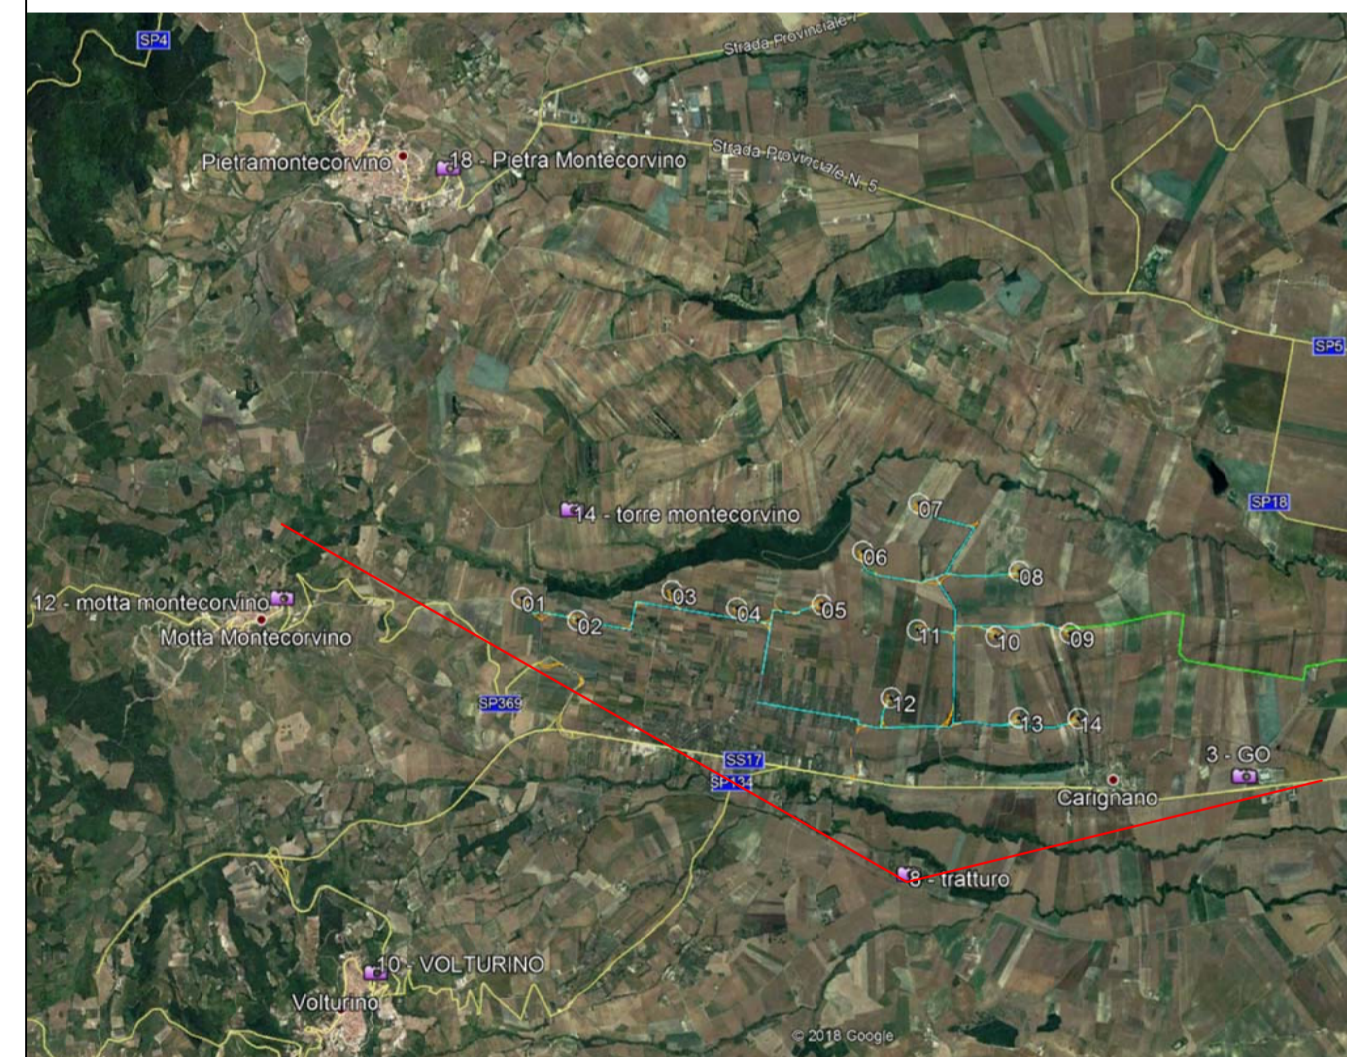 SP4
Strada Provinciale
Pietramontecorvino
18 - Pietra Montecorvino
Strada Provinciale N. 5
SP5
SP18
14 - torre montecorvino
07
06
08
12 - motta montecorvino
Motta Montecorvino
01
02
03
04
05
11
10
09
SP369
12
13
14
SS17
SP134
3 - GO
Carignano
8 - tratturo
10 - VOLTURINO
Volturino
© 2018 Google